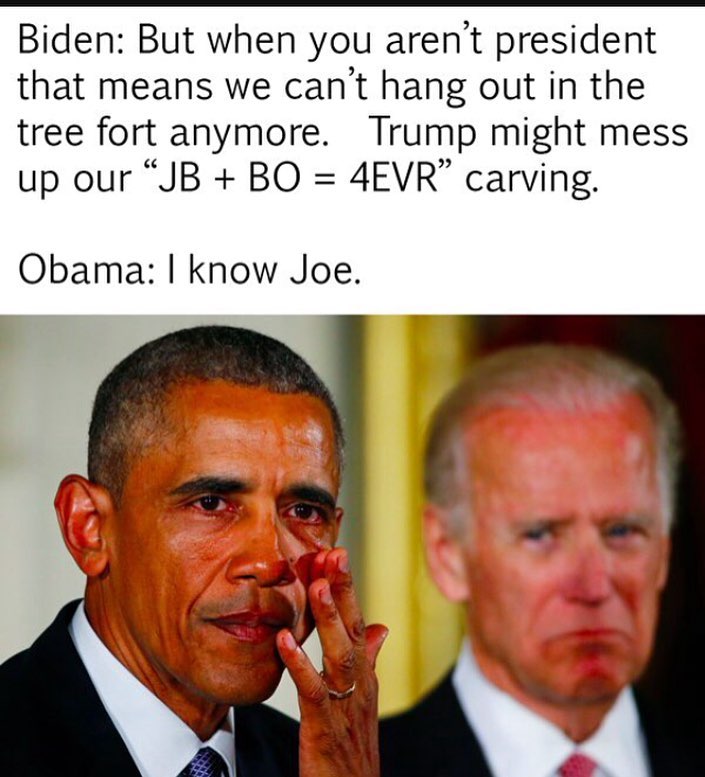 Biden: But when you aren’t president
that means we can’t hang out in the
tree fort anymore.   Trump might mess
up our “JB + BO = 4EVR” carving.
Obama: I know Joe.